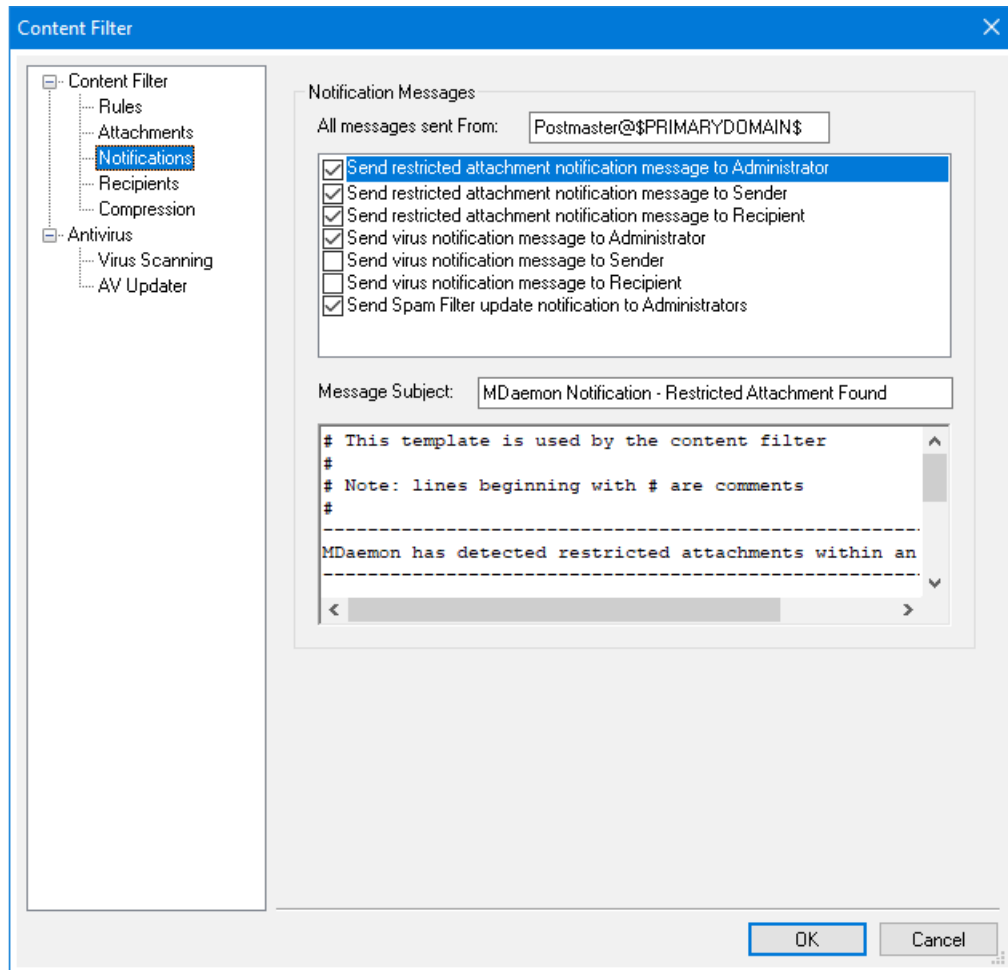 Content Filter
Content Filter
Rules
Attachments
Notifications
Recipients
Compression
Antivirus
Virus Scanning
AV Updater
Notification Messages
All messages sent From: Postmaster@$PRIMARYDOMAIN$
Send restricted attachment notification message to Administrator
Send restricted attachment notification message to Sender
Send restricted attachment notification message to Recipient
Send virus notification message to Administrator
Send virus notification message to Sender
Send virus notification message to Recipient
Send Spam Filter update notification to Administrators
Message Subject: MDaemon Notification - Restricted Attachment Found
# This template is used by the content filter
#
# Note: lines beginning with # are comments
#
------------------------------------------------------
MDaemon has detected restricted attachments within an
------------------------------------------------------
OK Cancel